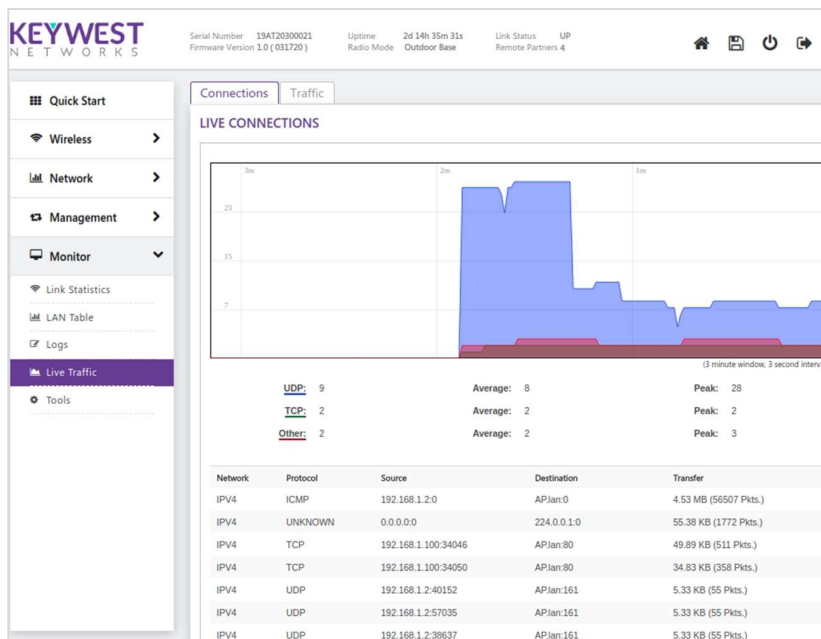 KEYWEST
NETWORKS
Serial Number 19AT20300021 Uptime 2d 14h 35m 31s Link Status UP
Firmware Version 1.0 ( 031720 ) Radio Mode Outdoor Base Remote Partners 4
Quick Start
Wireless
Network
Management
Monitor
Link Statistics
LAN Table
Logs
Live Traffic
Tools
Connections Traffic
LIVE CONNECTIONS
3m 2m 1m
23
15
7
(3 minute window, 3 second
UDP: 9 Average: 8 Peak: 28
TCP: 2 Average: 2 Peak: 2
Other: 2 Average: 2 Peak: 3
Network Protocol Source Destination Transfer
IPV4 ICMP 192.168.1.2:0 AP.lan:0 4.53 MB (56507 Pkts.)
IPV4 UNKNOWN 0.0.0.0:0 224.0.0.1:0 55.38 KB (1772 Pkts.)
IPV4 TCP 192.168.1.100:34046 AP.lan:80 49.89 KB (511 Pkts.)
IPV4 TCP 192.168.1.100:34050 AP.lan:80 34.83 KB (358 Pkts.)
IPV4 UDP 192.168.1.2:40152 AP.lan:161 5.33 KB (55 Pkts.)
IPV4 UDP 192.168.1.2:57035 AP.lan:161 5.33 KB (55 Pkts.)
IPV4 UDP 192.168.1.2:38637 AP.lan:161 5.33 KB (55 Pkts.)